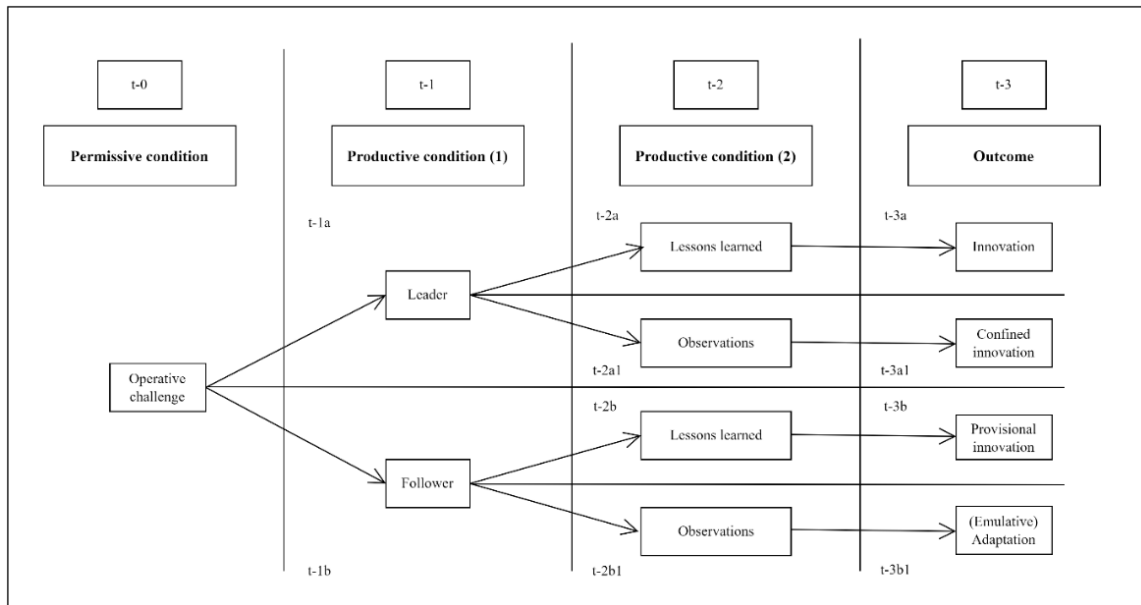 t-0
t-1
t-2
t-3
Permissive condition
Productive condition (1)
Productive condition (2)
Outcome
t-1a
t-2a
t-3a
Lessons learned
Innovation
Leader
Observations
Confined
innovation
t-2a1
t-3a1
Operative
challenge
t-2b
t-3b
Lessons learned
Provisional
innovation
Follower
Observations
(Emulative)
Adaptation
t-1b
t-2b1
t-3b1